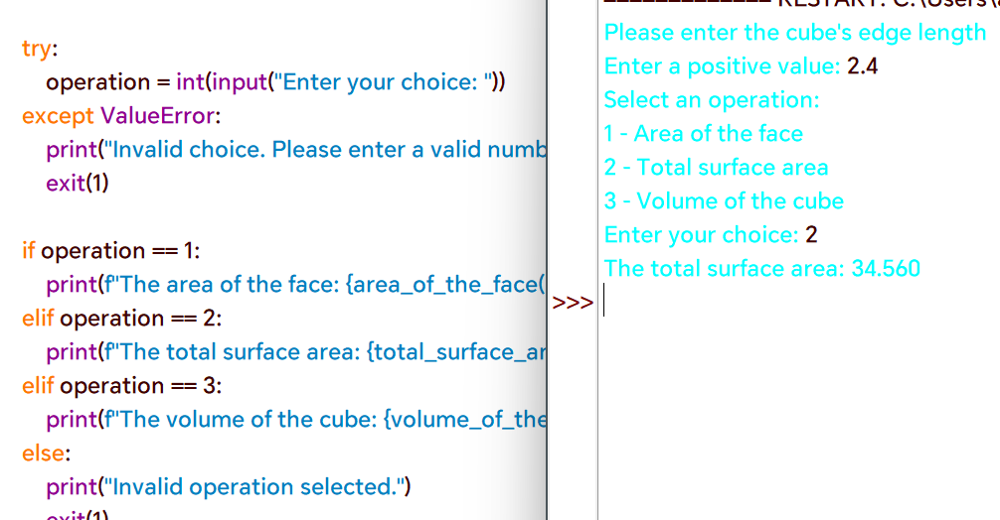 try:
operation = int(input("Enter your choice: "))
except ValueError:
print("Invalid choice. Please enter a valid numb
exit(1)
if operation == 1:
print(f"The area of the face: {area_of_the_face(
elif operation == 2:
print(f"The total surface area: {total_surface_ar
elif operation == 3:
print(f"The volume of the cube: {volume_of_the
else:
print("Invalid operation selected.")
exit(1)
RESTART: C:\Users\
Please enter the cube's edge length
Enter a positive value: 2.4
Select an operation:
1 - Area of the face
2 - Total surface area
3 - Volume of the cube
Enter your choice: 2
The total surface area: 34.560
>>>